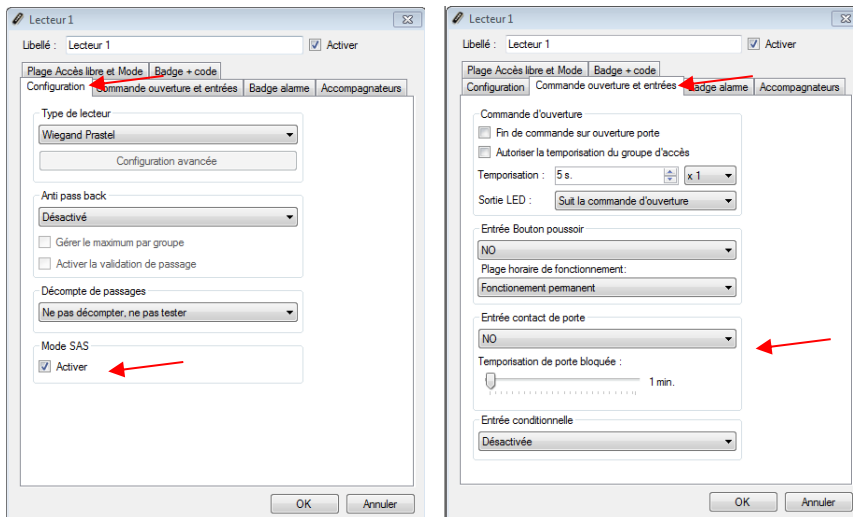 Lecteur 1
Libellé : Lecteur 1 Activer
Plage Accès libre et Mode Badge + code
Configuration Commande ouverture et entrées Badge alarme Accompagnateurs
Type de lecteur
Wiegand Prastel
Configuration avancée
Anti pass back
Désactivé
Gérer le maximum par groupe
Activer la validation de passage
Décompte de passages
Ne pas décompter, ne pas tester
Mode SAS
Activer
OK Annuler
Lecteur 1
Libellé : Lecteur 1 Activer
Plage Accès libre et Mode Badge + code
Configuration Commande ouverture et entrées Badge alarme Accompagnateurs
Commande d'ouverture
Fin de commande sur ouverture porte
Autoriser la temporisation du groupe d'accès
Temporisation : 5 s. x 1
Sortie LED : Suit la commande d'ouverture
Entrée Bouton poussoir
NO
Plage horaire de fonctionnement:
Fonctionement permanent
Entrée contact de porte
NO
Temporisation de porte bloquée :
1 min.
Entrée conditionnelle
Désactivée
OK Annuler